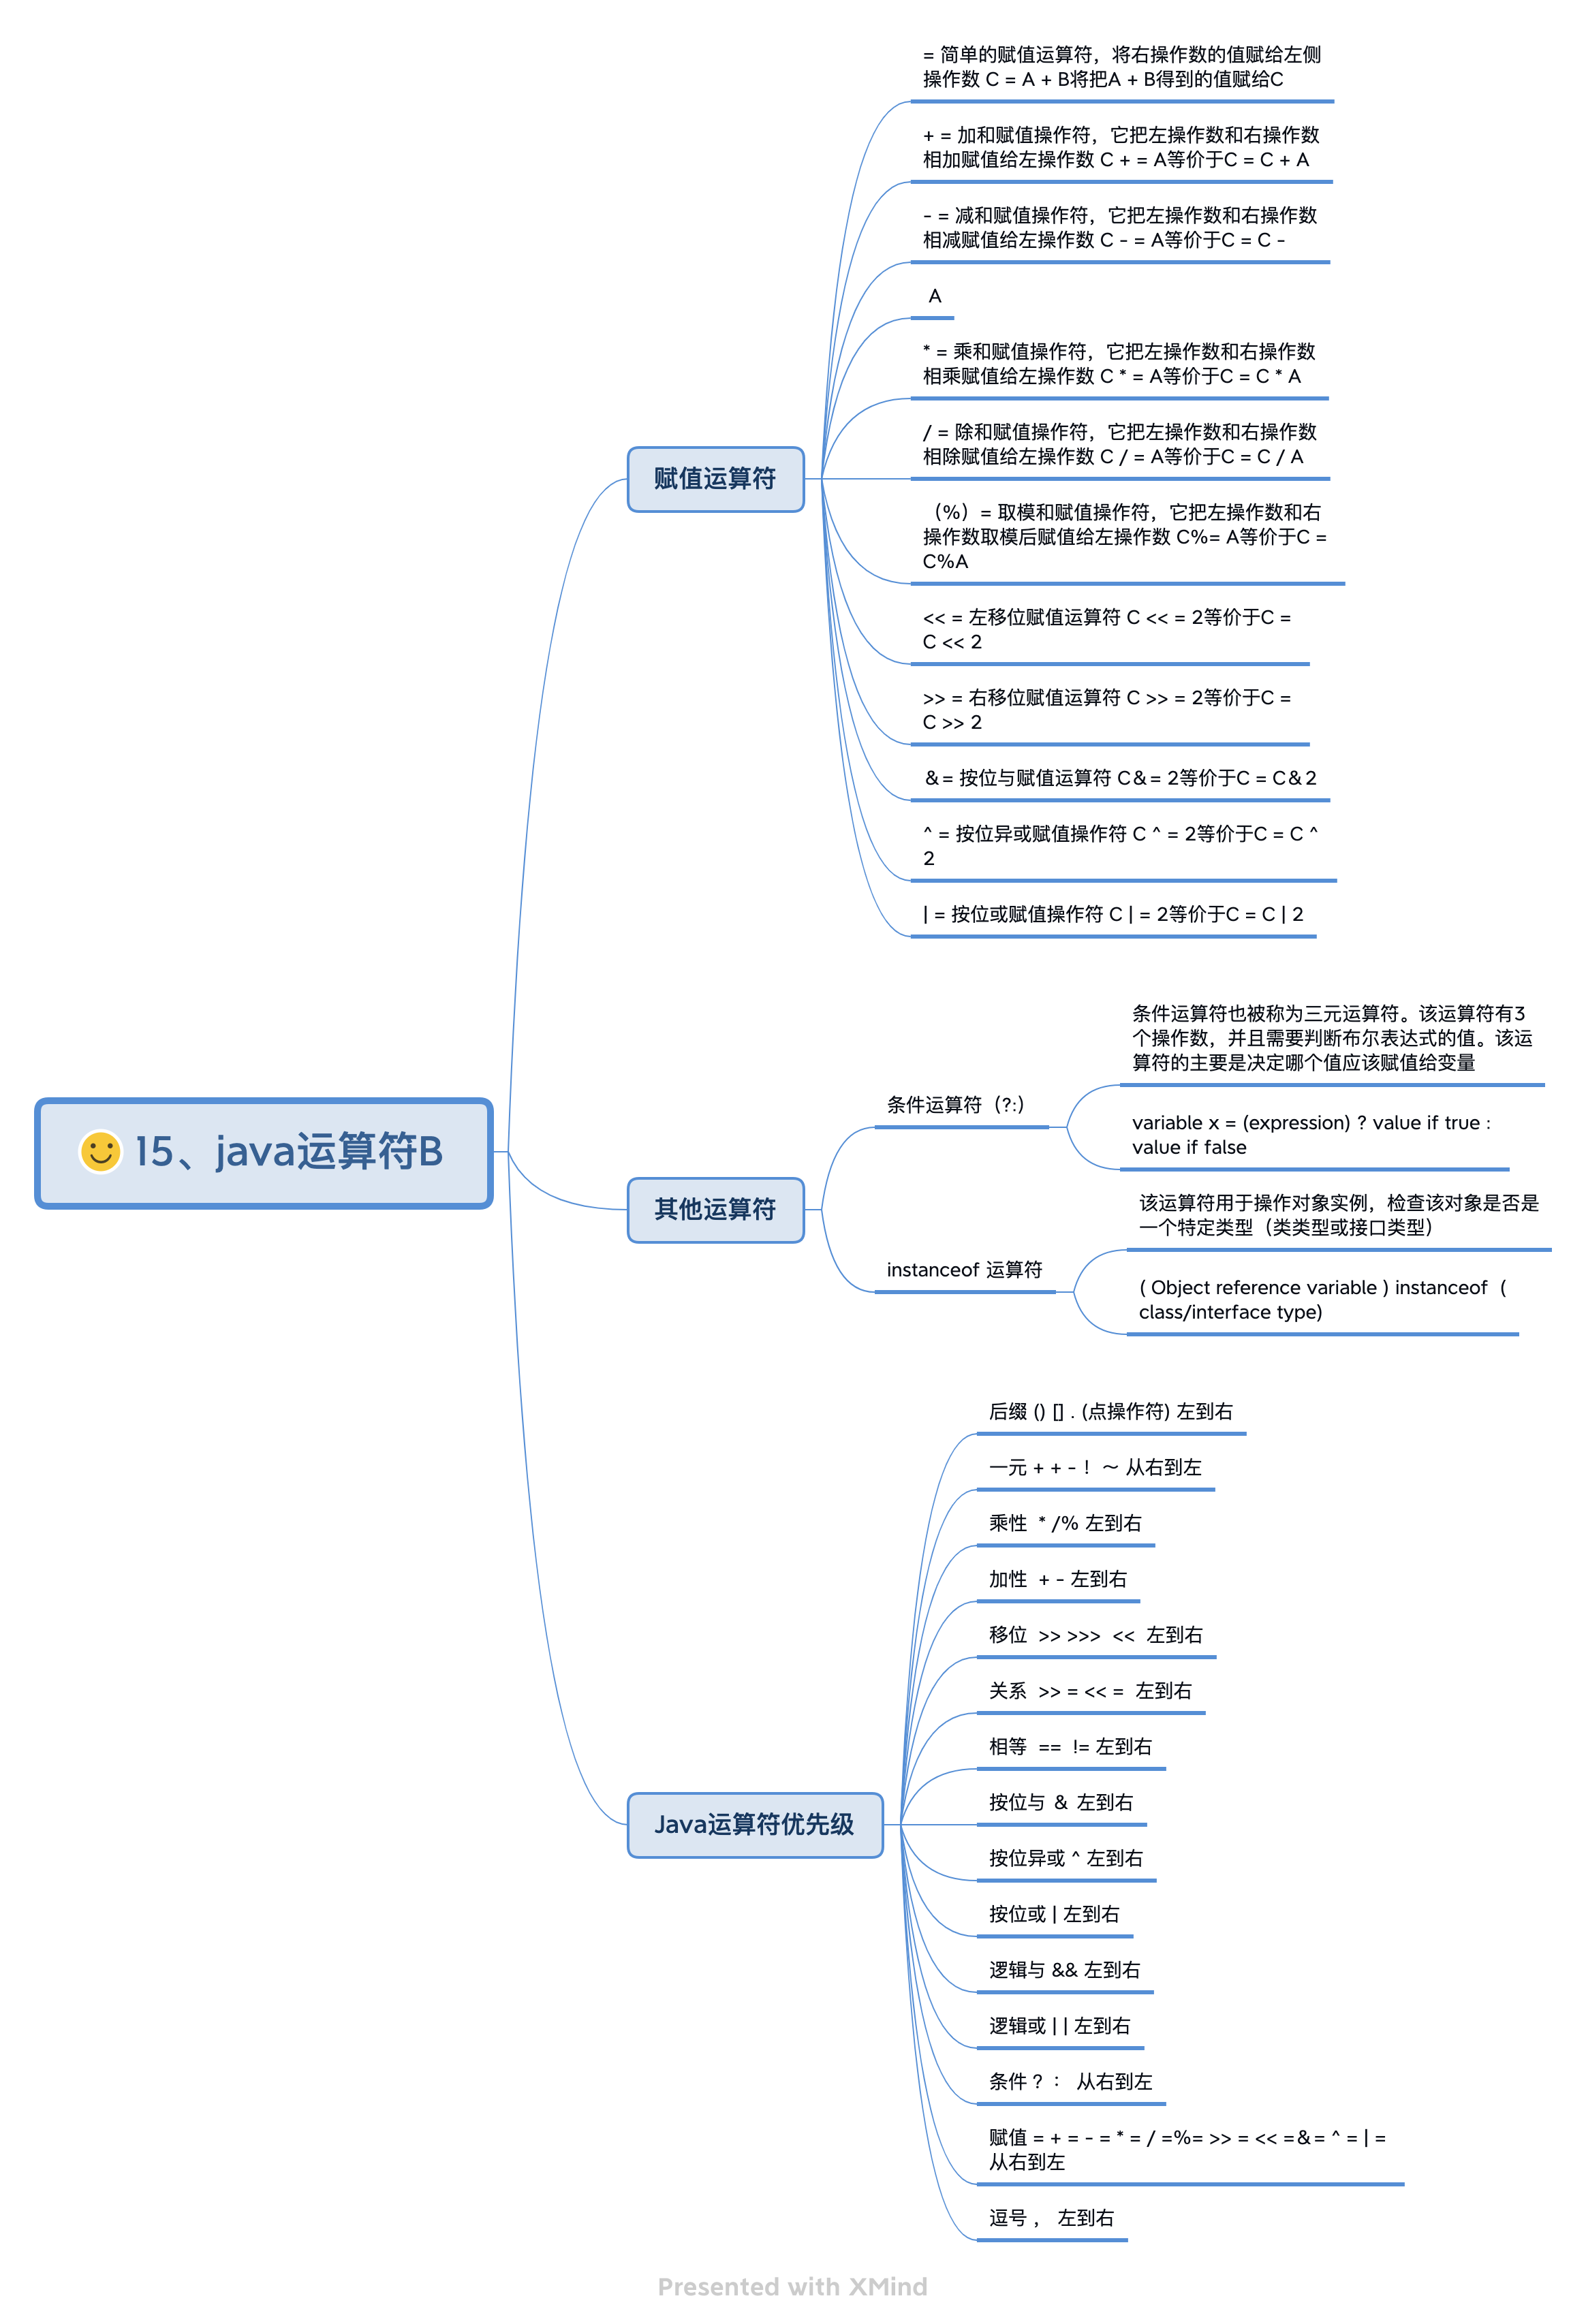 = 简单的赋值运算符，将右操作数的值赋给左侧
操作数 C = A + B将把A + B得到的值赋给C
+ = 加和赋值操作符，它把左操作数和右操作数
相加赋值给左操作数 C + = A等价于C = C + A
- = 减和赋值操作符，它把左操作数和右操作数
相减赋值给左操作数 C - = A等价于C = C -
A
* = 乘和赋值操作符，它把左操作数和右操作数
相乘赋值给左操作数 C * = A等价于C = C * A
/ = 除和赋值操作符，它把左操作数和右操作数
相除赋值给左操作数 C / = A等价于C = C / A
（%）= 取模和赋值操作符，它把左操作数和右
操作数取模后赋值给左操作数 C%= A等价于C =
C%A
<< = 左移位赋值运算符 C << = 2等价于C =
C << 2
>> = 右移位赋值运算符 C >> = 2等价于C =
C >> 2
＆= 按位与赋值运算符 C＆= 2等价于C = C＆2
^ = 按位异或赋值操作符 C ^ = 2等价于C = C ^
2
| = 按位或赋值操作符 C | = 2等价于C = C | 2
赋值运算符
15、java运算符B
其他运算符
条件运算符（?:）
条件运算符也被称为三元运算符。该运算符有3
个操作数，并且需要判断布尔表达式的值。该运
算符的主要是决定哪个值应该赋值给变量
variable x = (expression) ? value if true :
value if false
instanceof 运算符
该运算符用于操作对象实例，检查该对象是否是
一个特定类型（类类型或接口类型）
( Object reference variable ) instanceof  (
class/interface type)
Java运算符优先级
后缀 () [] . (点操作符) 左到右
一元 + + - ！～ 从右到左
乘性  * /% 左到右
加性  + - 左到右
移位  >> >>>  <<  左到右
关系  >> = << =  左到右
相等  ==  != 左到右
按位与 ＆ 左到右
按位异或 ^ 左到右
按位或 | 左到右
逻辑与 && 左到右
逻辑或 | | 左到右
条件 ？： 从右到左
赋值 = + = - = * = / =%= >> = << =＆= ^ = | =
从右到左
逗号 ， 左到右
Presented with XMind